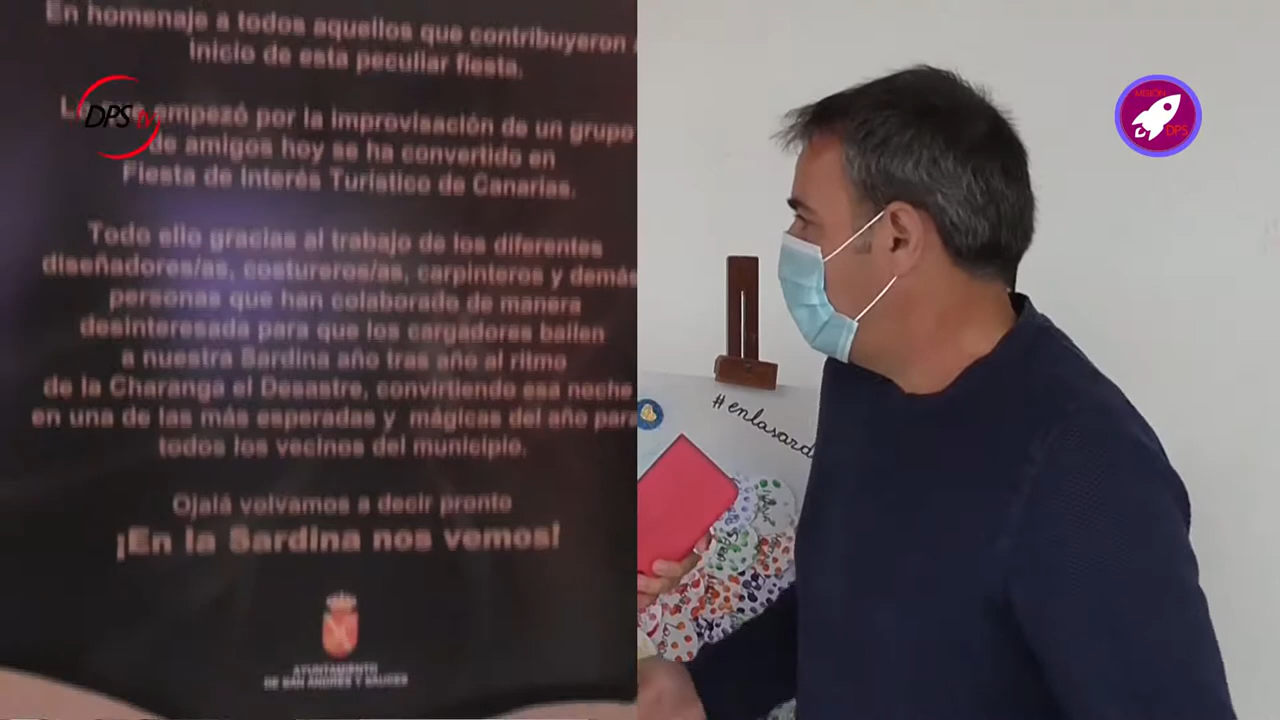 En homenaje a todos aquellos que contribuyeron
inicio de esta peculiar fiesta.
empezó por la improvisación de un grupo
de amigos hoy se ha convertido en
Fiesta de Interés Turístico de Canarias.
Todo ello gracias al trabajo de los diferentes
diseñadores/as, costureros/as, carpinteros y demás
personas que han colaborado de manera
desinteresada para que los cargadores bailen
a nuestra Sardina año tras año al ritmo
de la Charanga el Desastre, convirtiendo esa noche
en una de las más esperadas y mágicas del año para
todos los vecinos del municipio.
Ojalá volvamos a decir pronto
¡En la Sardina nos vemos!
AYUNTAMIENTO
DE SAN ANDRÉS Y SAUCES
DPS tv
MISIÓN
DPS
#enlasard